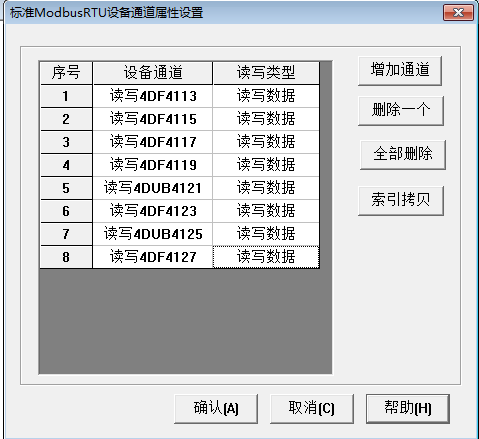 标准ModbusRTU设备通道属性设置
序号 设备通道 读写类型
1 读写4DF4113 读写数据
2 读写4DF4115 读写数据
3 读写4DF4117 读写数据
4 读写4DF4119 读写数据
5 读写4DUB4121 读写数据
6 读写4DF4123 读写数据
7 读写4DUB4125 读写数据
8 读写4DF4127 读写数据
增加通道
删除一个
全部删除
索引拷贝
确认(A) 取消(C) 帮助(H)